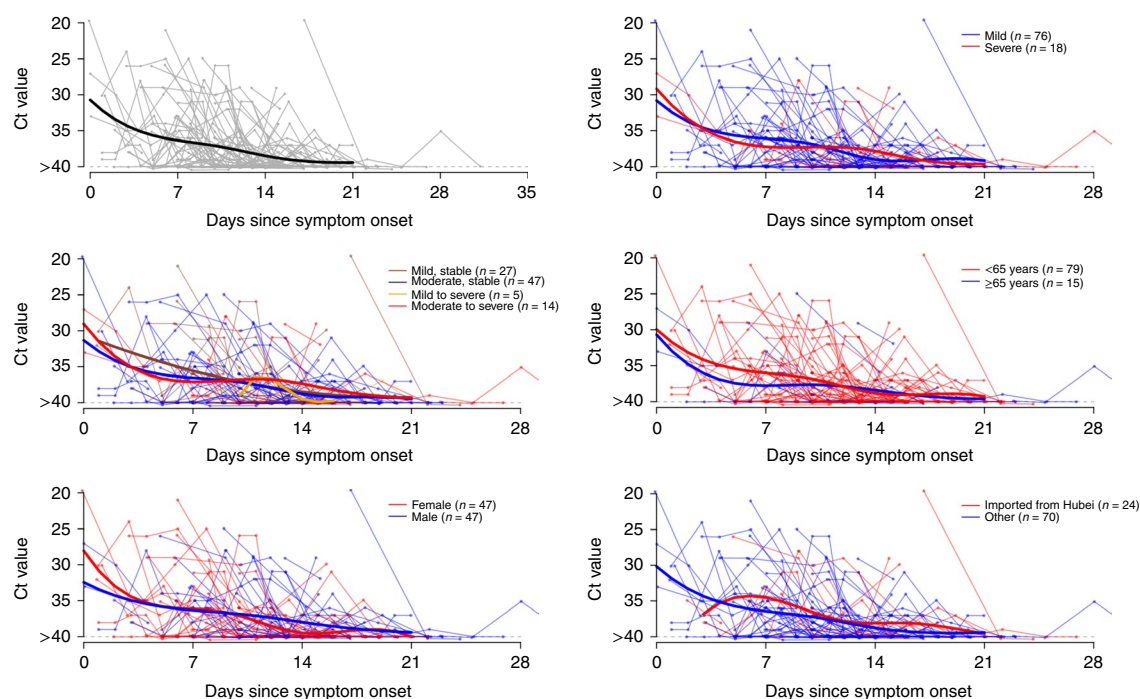 20
25
30
35
>40
Ct value
0 7 14 21 28 35
Days since symptom onset
20
25
30
35
>40
Ct value
Mild (n = 76)
Severe (n = 18)
0 7 14 21 28
Days since symptom onset
20
25
30
35
>40
Ct value
Mild, stable (n = 27)
Moderate, stable (n = 47)
Mild to severe (n = 5)
Moderate to severe (n = 14)
0 7 14 21 28
Days since symptom onset
20
25
30
35
>40
Ct value
<65 years (n = 79)
≥65 years (n = 15)
0 7 14 21 28
Days since symptom onset
20
25
30
35
>40
Ct value
Female (n = 47)
Male (n = 47)
0 7 14 21 28
Days since symptom onset
20
25
30
35
>40
Ct value
Imported from Hubei (n = 24)
Other (n = 70)
0 7 14 21 28
Days since symptom onset